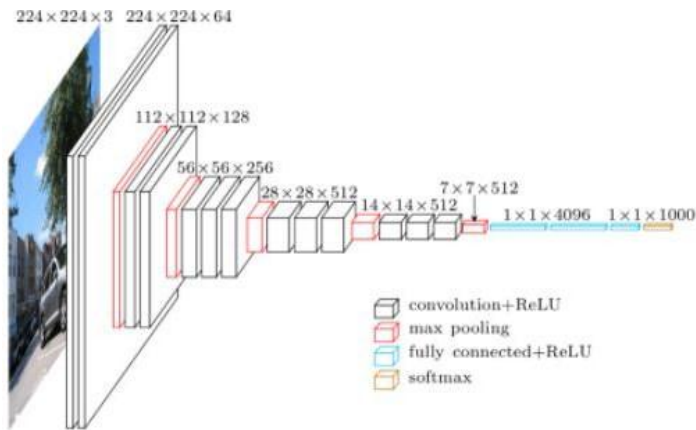 224×224×3
224×224×64
112×112×128
56×56×256
28×28×512
14×14×512
7×7×512
1×1×4096
1×1×1000
convolution+ReLU
max pooling
fully connected+ReLU
softmax